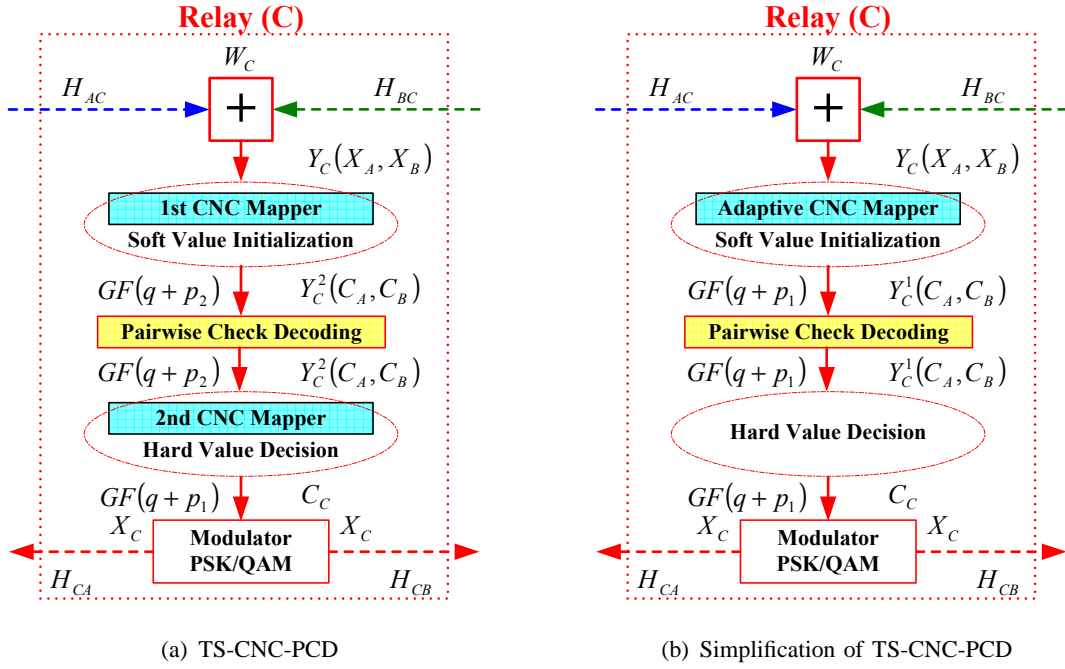 Relay (C)
W_C
H_AC
H_BC
+
Y_C(X_A, X_B)
1st CNC Mapper
Soft Value Initialization
GF(q + p_2)
Y_C^2(C_A, C_B)
Pairwise Check Decoding
GF(q + p_2)
Y_C^2(C_A, C_B)
2nd CNC Mapper
Hard Value Decision
GF(q + p_1)
C_C
X_C
X_C
Modulator
PSK/QAM
H_CA
H_CB
(a) TS-CNC-PCD
Relay (C)
W_C
H_AC
H_BC
+
Y_C(X_A, X_B)
Adaptive CNC Mapper
Soft Value Initialization
GF(q + p_1)
Y_C^1(C_A, C_B)
Pairwise Check Decoding
GF(q + p_1)
Y_C^1(C_A, C_B)
Hard Value Decision
GF(q + p_1)
C_C
X_C
X_C
Modulator
PSK/QAM
H_CA
H_CB
(b) Simplification of TS-CNC-PCD